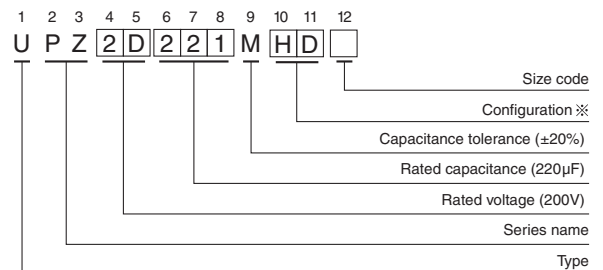 1 2 3 4 5 6 7 8 9 10 11 12
U P Z 2 D 2 2 1 M H D
Size code
Configuration ※
Capacitance tolerance (±20%)
Rated capacitance (220µF)
Rated voltage (200V)
Series name
Type